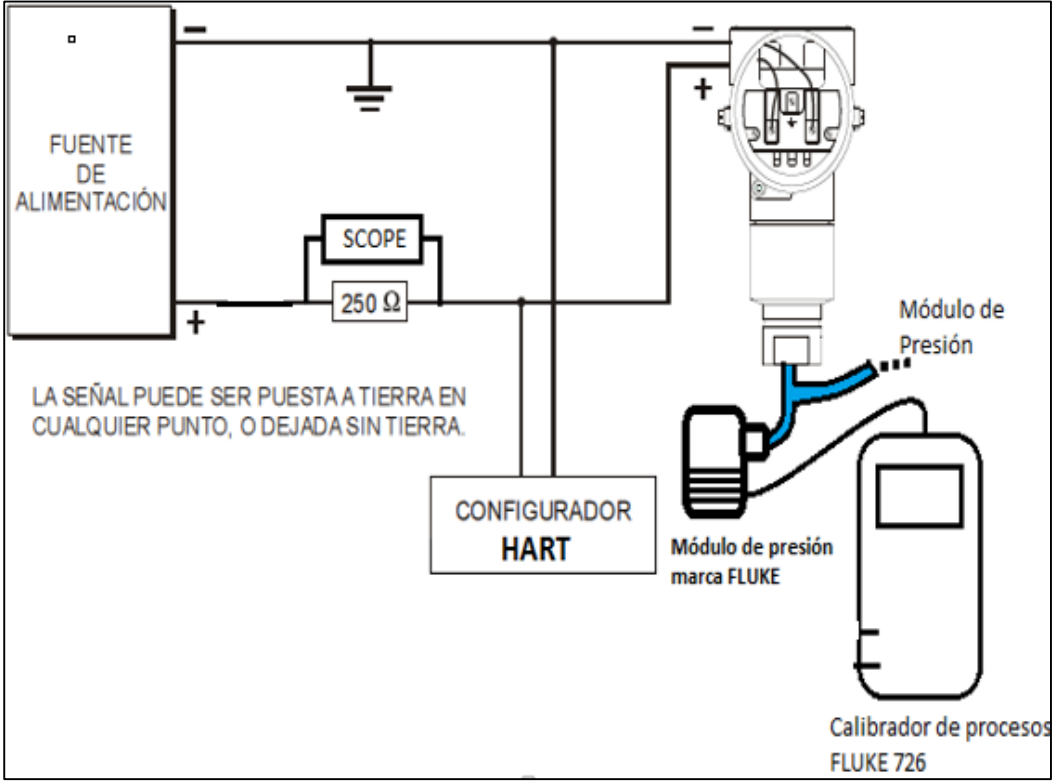 FUENTE
DE
ALIMENTACIÓN
−
+
−
+
SCOPE
250 Ω
LA SEÑAL PUEDE SER PUESTA A TIERRA EN
CUALQUIER PUNTO, O DEJADA SIN TIERRA.
CONFIGURADOR
HART
Módulo de
Presión
Módulo de presión
marca FLUKE
Calibrador de procesos
FLUKE 726